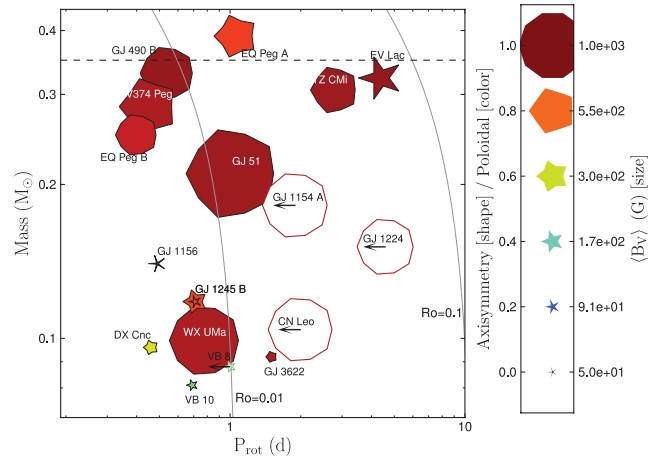 0.4
0.3
0.2
0.1
Mass (M☉)
1
10
P_rot (d)
EQ Peg A
GJ 490 B
EV Lac
YZ CMi
V374 Peg
EQ Peg B
GJ 51
GJ 1154 A
GJ 1224
GJ 1156
GJ 1245 B
WX UMa
CN Leo
DX Cnc
VB 8
GJ 3622
VB 10
Ro=0.01
Ro=0.1
Axisymmetry [shape] / Poloidal [color]
1.0
0.8
0.6
0.4
0.2
0.0
1.0e+03
5.5e+02
3.0e+02
1.7e+02
9.1e+01
5.0e+01
⟨Bv⟩ (G) [size]